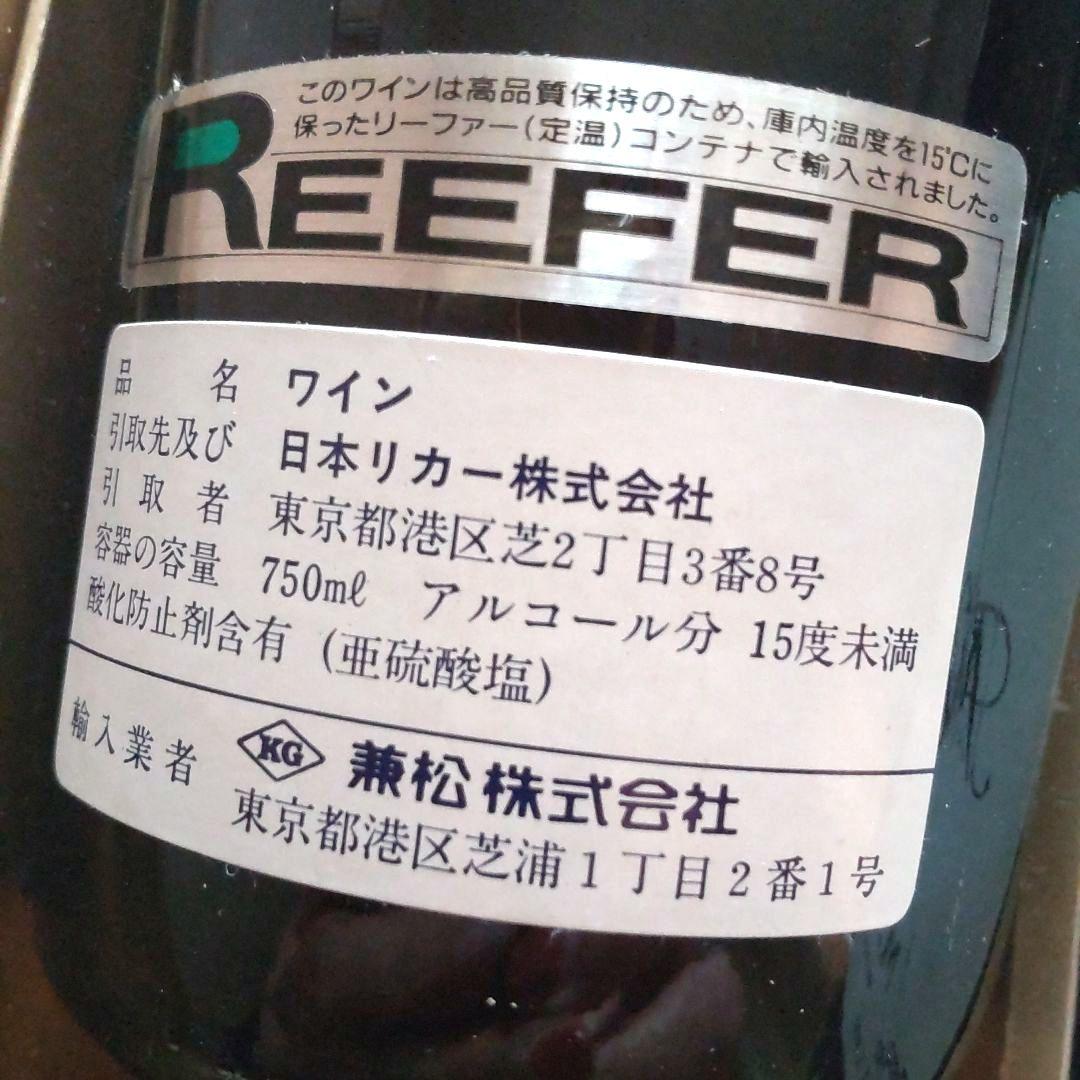 このワインは高品質保持のため、庫内温度を15℃に
保ったリーファー(定温)コンテナで輸入されました。
REEFER
品名 ワイン
引取先及び 日本リカー株式会社
引取者 東京都港区芝2丁目3番8号
容器の容量 750mℓ アルコール分 15度未満
酸化防止剤含有 (亜硫酸塩)
輸入業者 KG 兼松株式会社
東京都港区芝浦1丁目2番1号